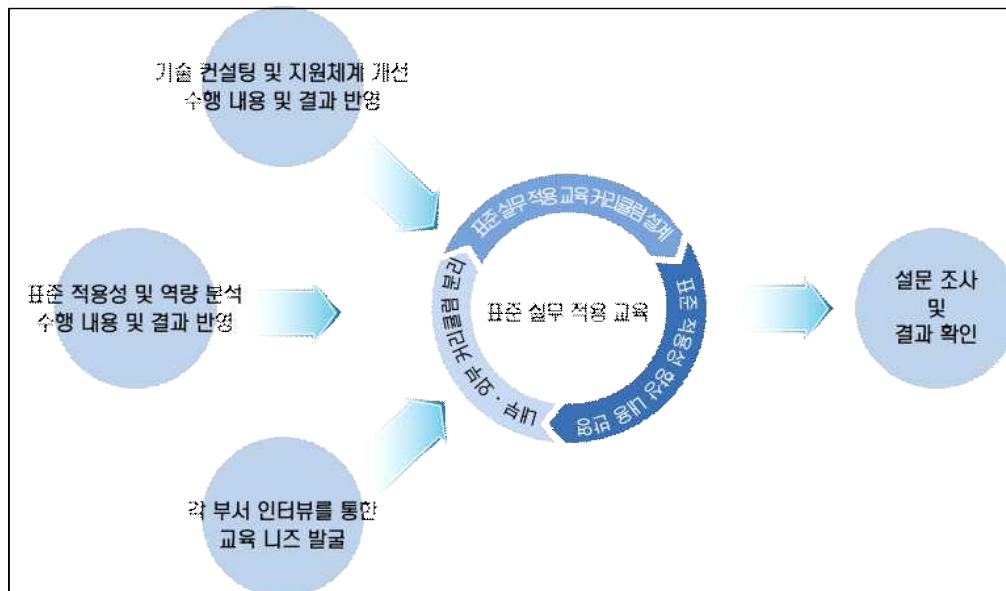 기술 컨설팅 및 지원체계 개선
수행 내용 및 결과 반영
표준 적용성 및 역량 분석
수행 내용 및 결과 반영
각 부서 인터뷰를 통한
교육 니즈 발굴
표준 실무 적용 교육 커리큘럼 설계
표준 적용성 향상 내용 반영
내부 · 외부 커리큘럼 분리
표준 실무 적용 교육
설문 조사
및
결과 확인